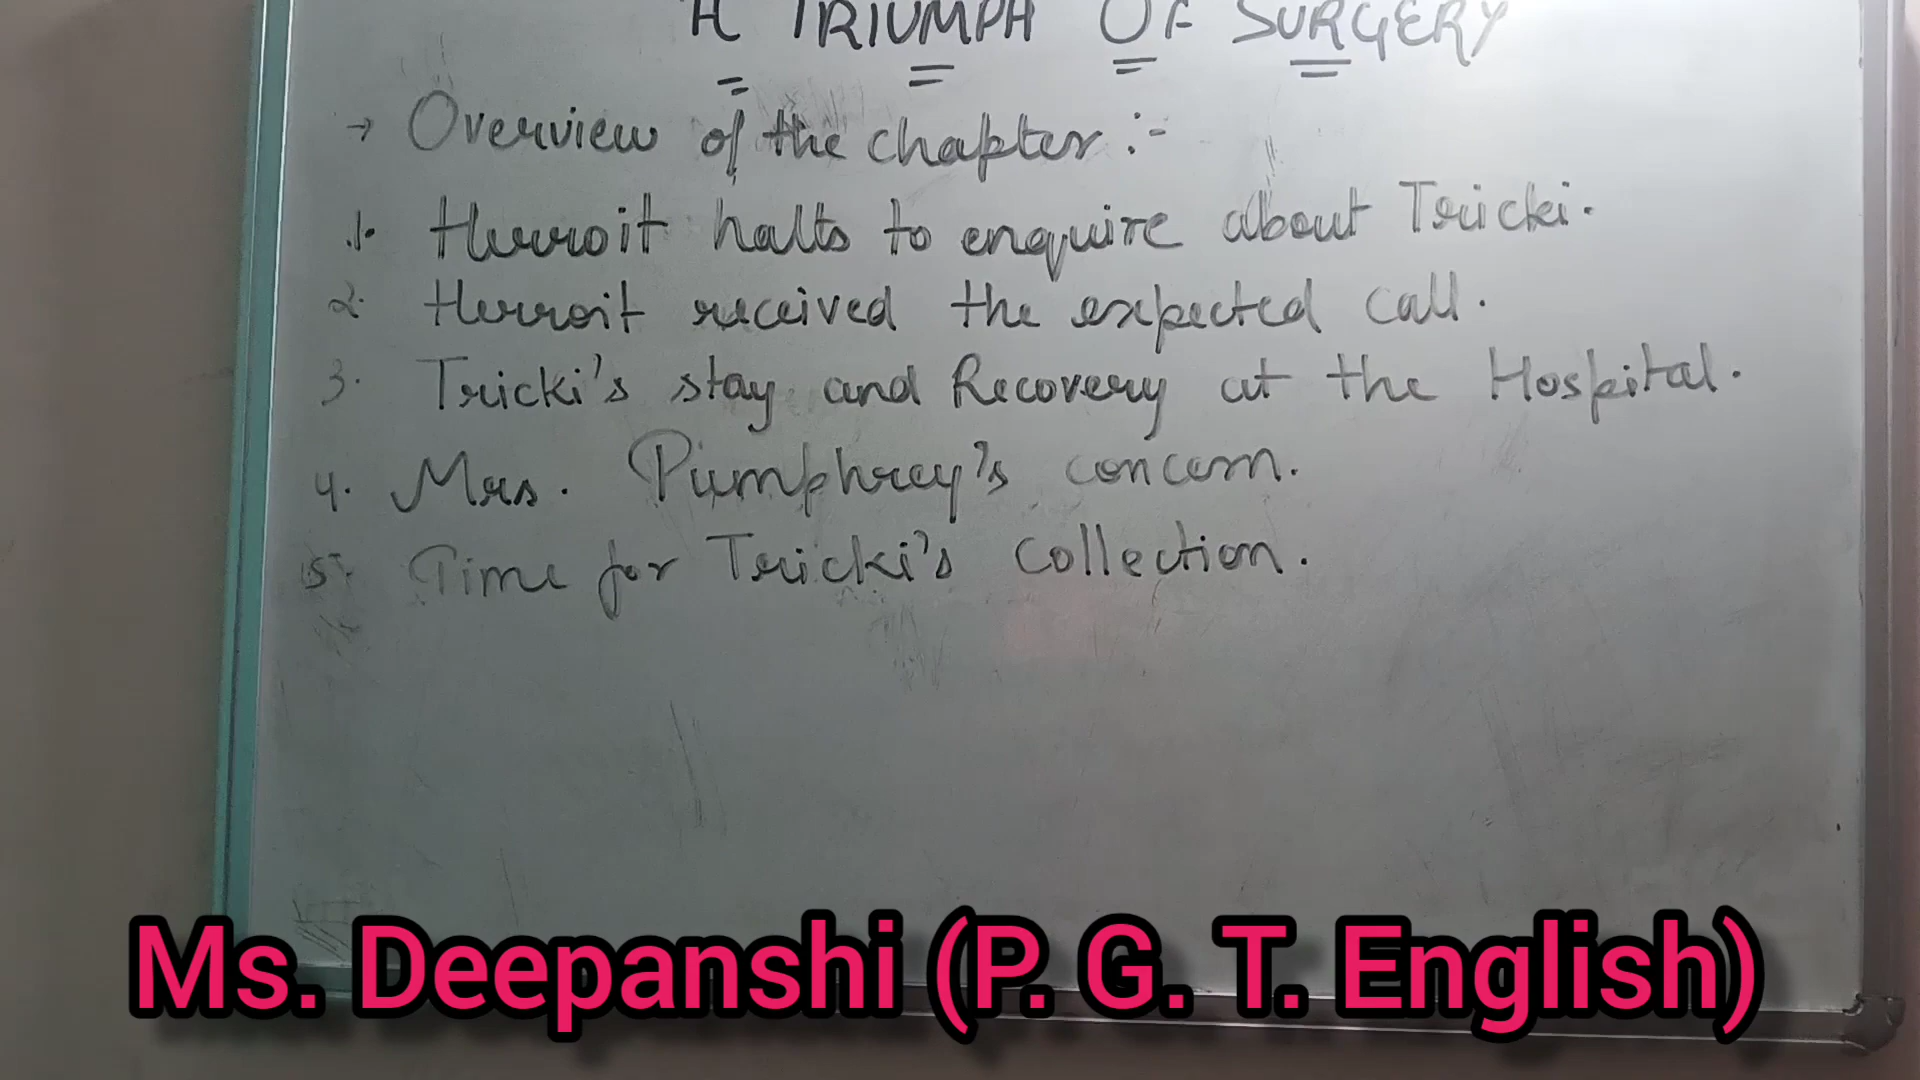 A TRIUMPH OF SURGERY
→ Overview of the chapter :-
1. Herroit halts to enquire about Tricki.
2. Herroit received the expected call.
3. Tricki's stay and Recovery at the Hospital.
4. Mrs. Pumphrey's concern.
5. Time for Tricki's Collection.
Ms. Deepanshi (P. G. T. English)